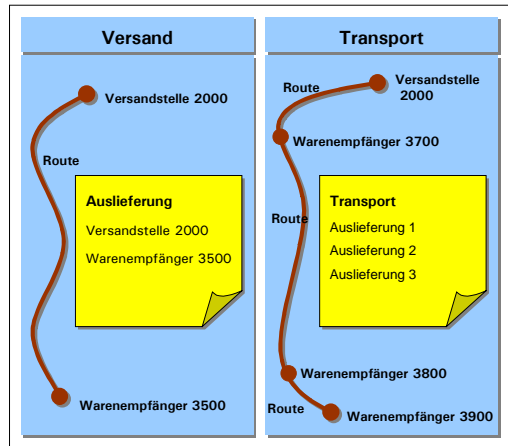 Versand
Versandstelle 2000
Route
Auslieferung
Versandstelle 2000
Warenempfänger 3500
Warenempfänger 3500
Transport
Route
Versandstelle
2000
Warenempfänger 3700
Route
Transport
Auslieferung 1
Auslieferung 2
Auslieferung 3
Warenempfänger 3800
Route
Warenempfänger 3900